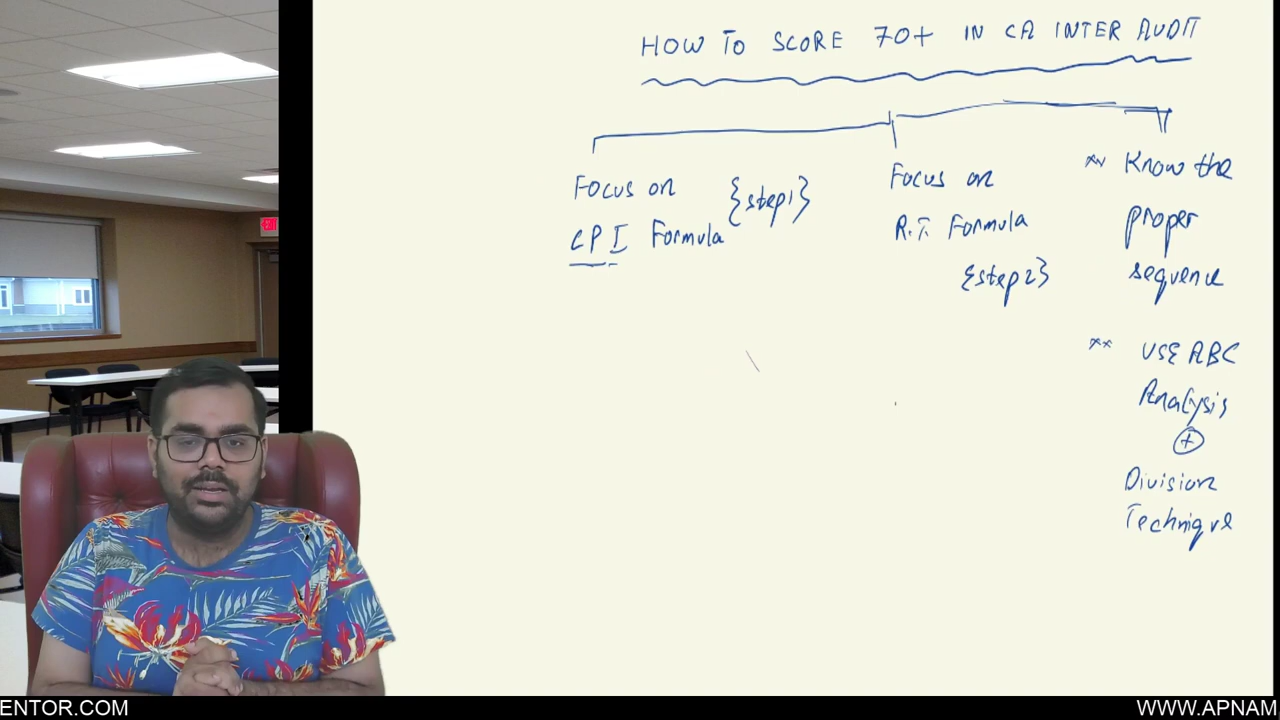 HOW TO SCORE 70+ IN CA INTER AUDIT
Focus on {step1}
CPI Formula
Focus on
R.T. Formula
{step2}
** Know the
proper
sequence
** USE ABC
Analysis
+
Division
Technique
EXIT
ENTOR.COM
WWW.APNAM